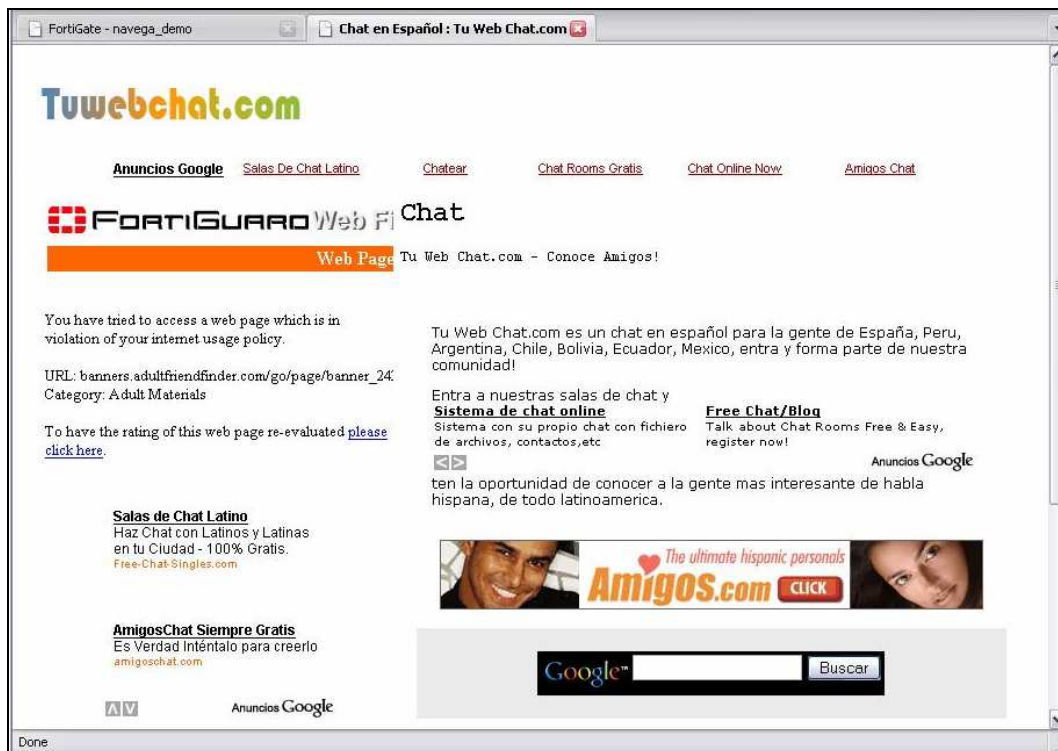 FortiGate - navega_demo
Chat en Español : Tu Web Chat.com
Tuwebchat.com
Anuncios Google Salas De Chat Latino Chatear Chat Rooms Gratis Chat Online Now Amigos Chat
FORTIGUARD Web Fi
Web Page
You have tried to access a web page which is in
violation of your internet usage policy.
URL: banners.adultfriendfinder.com/go/page/banner_24
Category: Adult Materials
To have the rating of this web page re-evaluated please
click here.
Salas de Chat Latino
Haz Chat con Latinos y Latinas
en tu Ciudad - 100% Gratis.
Free-Chat-Singles.com
AmigosChat Siempre Gratis
Es Verdad Inténtalo para creerlo
amigoschat.com
Anuncios Google
Chat
Tu Web Chat.com - Conoce Amigos!
Tu Web Chat.com es un chat en español para la gente de España, Peru,
Argentina, Chile, Bolivia, Ecuador, Mexico, entra y forma parte de nuestra
comunidad!
Entra a nuestras salas de chat y
Sistema de chat online
Sistema con su propio chat con fichero
de archivos, contactos,etc
Free Chat/Blog
Talk about Chat Rooms Free & Easy,
register now!
Anuncios Google
ten la oportunidad de conocer a la gente mas interesante de habla
hispana, de todo latinoamerica.
The ultimate hispanic personals
Amigos.com CLICK
Google™ Buscar
Done